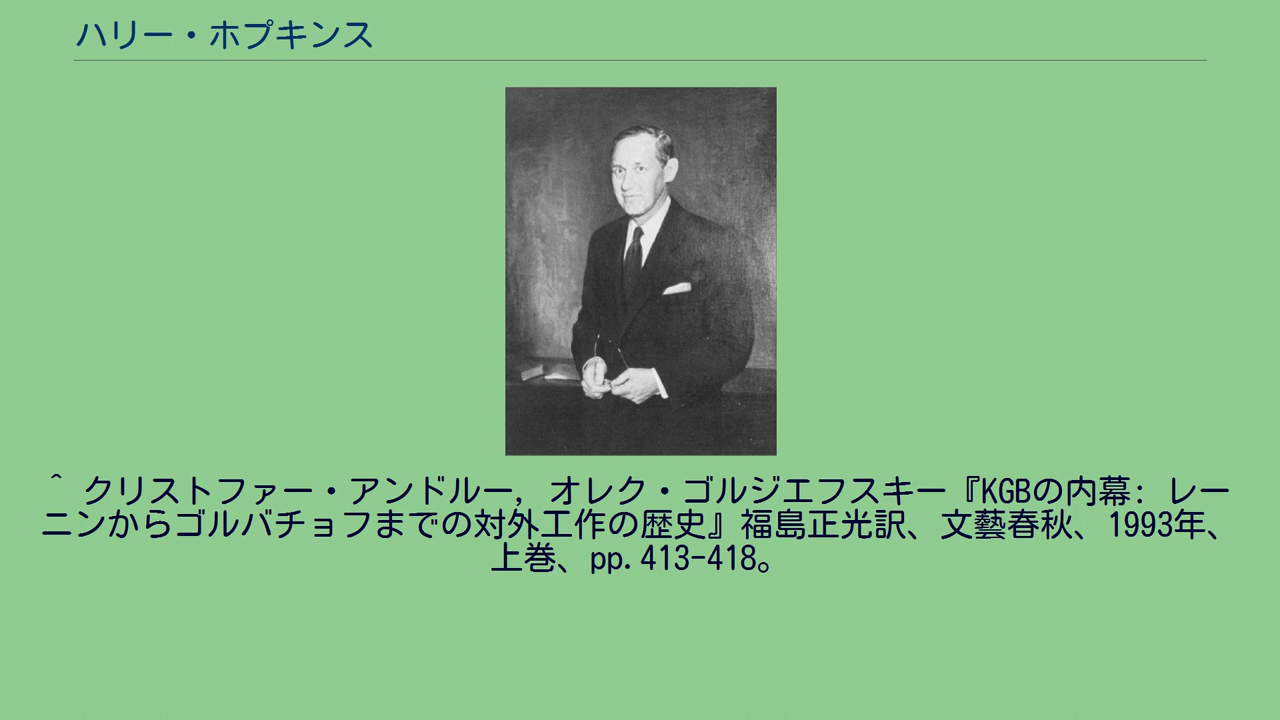 ハリー・ホプキンス
^ クリストファー・アンドルー, オレク・ゴルジエフスキー『KGBの内幕: レー
ニンからゴルバチョフまでの対外工作の歴史』福島正光訳、文藝春秋、1993年、
上巻、pp.413-418。